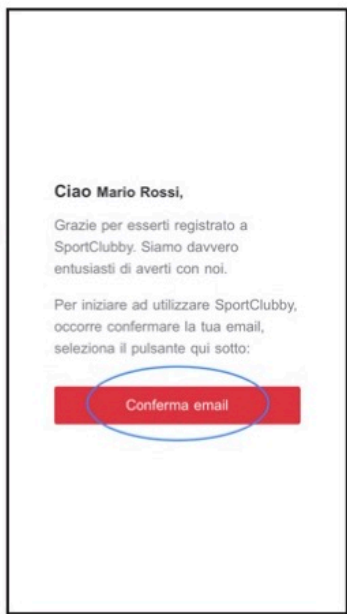 Ciao Mario Rossi,
Grazie per esserti registrato a
SportClubby. Siamo davvero
entusiasti di averti con noi.
Per iniziare ad utilizzare SportClubby,
occorre confermare la tua email,
seleziona il pulsante qui sotto:
Conferma email